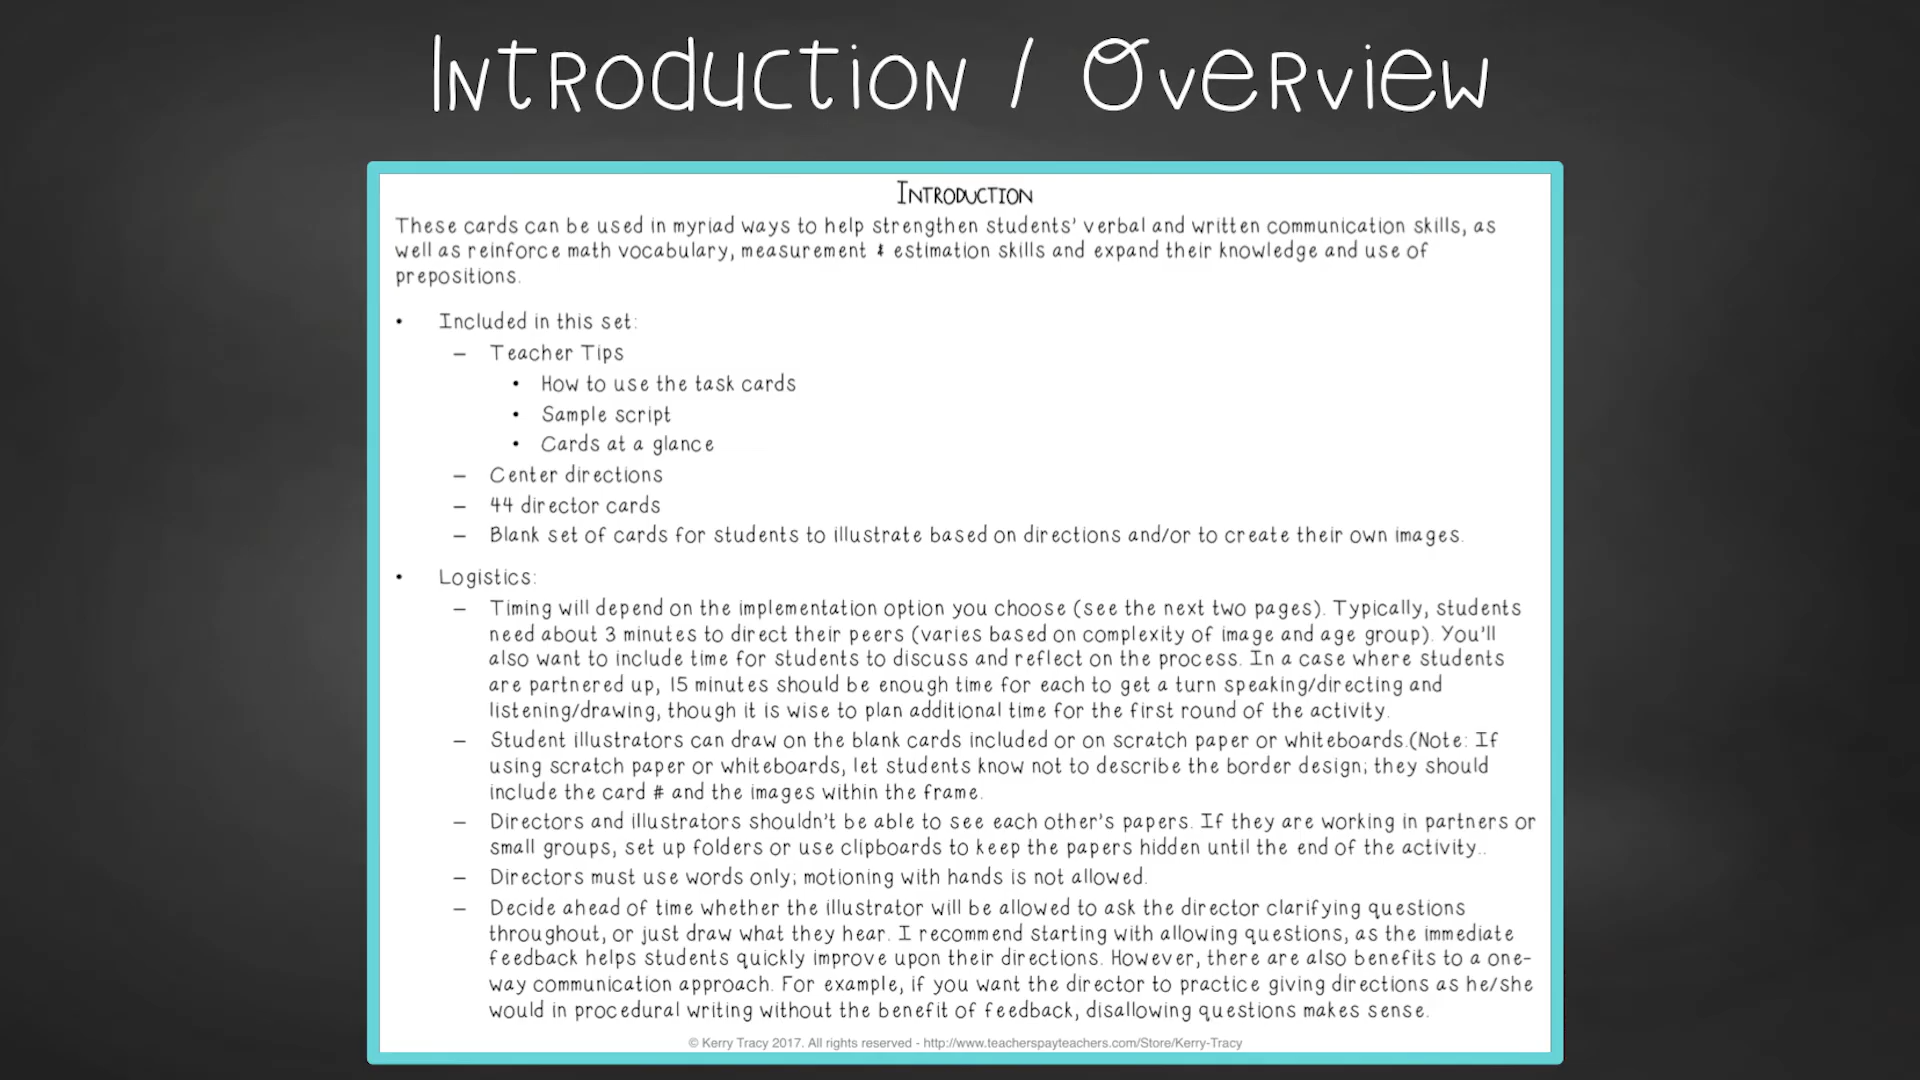 Introduction / Overview
Introduction
These cards can be used in myriad ways to help strengthen students' verbal and written communication skills, as
well as reinforce math vocabulary, measurement & estimation skills and expand their knowledge and use of
prepositions.
• Included in this set:
– Teacher Tips
• How to use the task cards
• Sample script
• Cards at a glance
– Center directions
– 44 director cards
– Blank set of cards for students to illustrate based on directions and/or to create their own images.
• Logistics:
– Timing will depend on the implementation option you choose (see the next two pages). Typically, students
need about 3 minutes to direct their peers (varies based on complexity of image and age group). You'll
also want to include time for students to discuss and reflect on the process. In a case where students
are partnered up, 15 minutes should be enough time for each to get a turn speaking/directing and
listening/drawing, though it is wise to plan additional time for the first round of the activity.
– Student illustrators can draw on the blank cards included or on scratch paper or whiteboards.(Note: If
using scratch paper or whiteboards, let students know not to describe the border design; they should
include the card # and the images within the frame.
– Directors and illustrators shouldn't be able to see each other's papers. If they are working in partners or
small groups, set up folders or use clipboards to keep the papers hidden until the end of the activity..
– Directors must use words only; motioning with hands is not allowed.
– Decide ahead of time whether the illustrator will be allowed to ask the director clarifying questions
throughout, or just draw what they hear. I recommend starting with allowing questions, as the immediate
feedback helps students quickly improve upon their directions. However, there are also benefits to a one-
way communication approach. For example, if you want the director to practice giving directions as he/she
would in procedural writing without the benefit of feedback, disallowing questions makes sense.
© Kerry Tracy 2017. All rights reserved - http://www.teacherspayteachers.com/Store/Kerry-Tracy